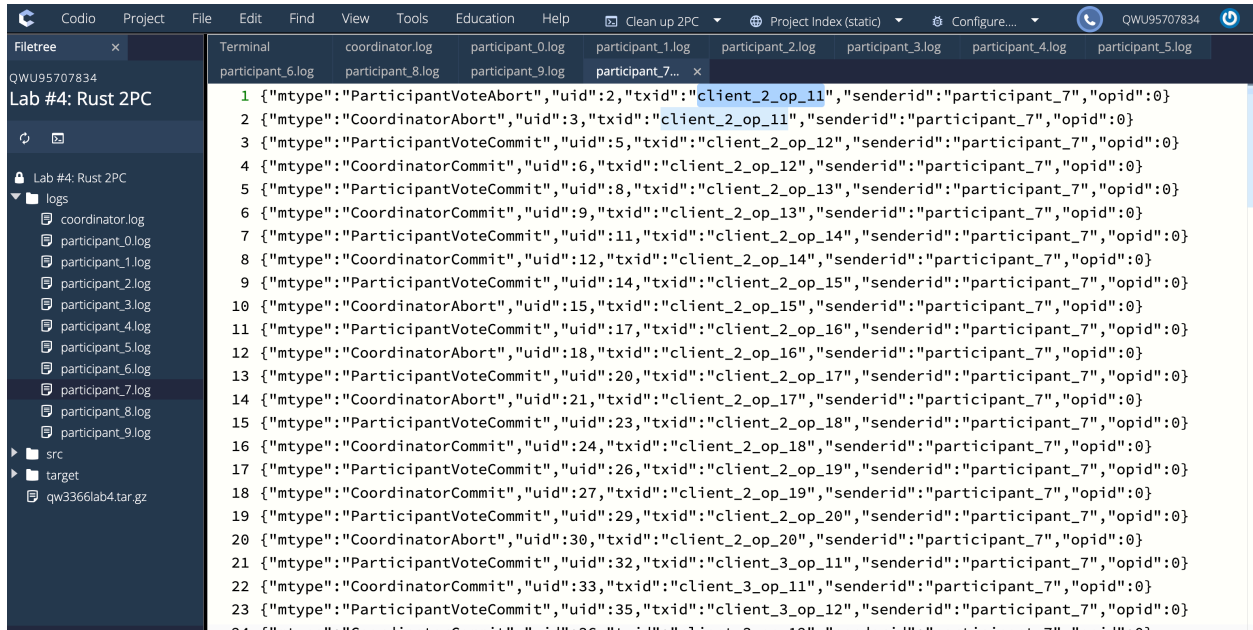 Codio Project File Edit Find View Tools Education Help Clean up 2PC Project Index (static) Configure.... QWU95707834
Filetree ×
Terminal coordinator.log participant_0.log participant_1.log participant_2.log participant_3.log participant_4.log participant_5.log
participant_6.log participant_8.log participant_9.log participant_7... ×
QWU95707834
Lab #4: Rust 2PC
Lab #4: Rust 2PC
logs
coordinator.log
participant_0.log
participant_1.log
participant_2.log
participant_3.log
participant_4.log
participant_5.log
participant_6.log
participant_7.log
participant_8.log
participant_9.log
src
target
qw3366lab4.tar.gz
1 {"mtype":"ParticipantVoteAbort","uid":2,"txid":"client_2_op_11","senderid":"participant_7","opid":0}
2 {"mtype":"CoordinatorAbort","uid":3,"txid":"client_2_op_11","senderid":"participant_7","opid":0}
3 {"mtype":"ParticipantVoteCommit","uid":5,"txid":"client_2_op_12","senderid":"participant_7","opid":0}
4 {"mtype":"CoordinatorCommit","uid":6,"txid":"client_2_op_12","senderid":"participant_7","opid":0}
5 {"mtype":"ParticipantVoteCommit","uid":8,"txid":"client_2_op_13","senderid":"participant_7","opid":0}
6 {"mtype":"CoordinatorCommit","uid":9,"txid":"client_2_op_13","senderid":"participant_7","opid":0}
7 {"mtype":"ParticipantVoteCommit","uid":11,"txid":"client_2_op_14","senderid":"participant_7","opid":0}
8 {"mtype":"CoordinatorCommit","uid":12,"txid":"client_2_op_14","senderid":"participant_7","opid":0}
9 {"mtype":"ParticipantVoteCommit","uid":14,"txid":"client_2_op_15","senderid":"participant_7","opid":0}
10 {"mtype":"CoordinatorAbort","uid":15,"txid":"client_2_op_15","senderid":"participant_7","opid":0}
11 {"mtype":"ParticipantVoteCommit","uid":17,"txid":"client_2_op_16","senderid":"participant_7","opid":0}
12 {"mtype":"CoordinatorAbort","uid":18,"txid":"client_2_op_16","senderid":"participant_7","opid":0}
13 {"mtype":"ParticipantVoteCommit","uid":20,"txid":"client_2_op_17","senderid":"participant_7","opid":0}
14 {"mtype":"CoordinatorAbort","uid":21,"txid":"client_2_op_17","senderid":"participant_7","opid":0}
15 {"mtype":"ParticipantVoteCommit","uid":23,"txid":"client_2_op_18","senderid":"participant_7","opid":0}
16 {"mtype":"CoordinatorCommit","uid":24,"txid":"client_2_op_18","senderid":"participant_7","opid":0}
17 {"mtype":"ParticipantVoteCommit","uid":26,"txid":"client_2_op_19","senderid":"participant_7","opid":0}
18 {"mtype":"CoordinatorCommit","uid":27,"txid":"client_2_op_19","senderid":"participant_7","opid":0}
19 {"mtype":"ParticipantVoteCommit","uid":29,"txid":"client_2_op_20","senderid":"participant_7","opid":0}
20 {"mtype":"CoordinatorAbort","uid":30,"txid":"client_2_op_20","senderid":"participant_7","opid":0}
21 {"mtype":"ParticipantVoteCommit","uid":32,"txid":"client_3_op_11","senderid":"participant_7","opid":0}
22 {"mtype":"CoordinatorCommit","uid":33,"txid":"client_3_op_11","senderid":"participant_7","opid":0}
23 {"mtype":"ParticipantVoteCommit","uid":35,"txid":"client_3_op_12","senderid":"participant_7","opid":0}